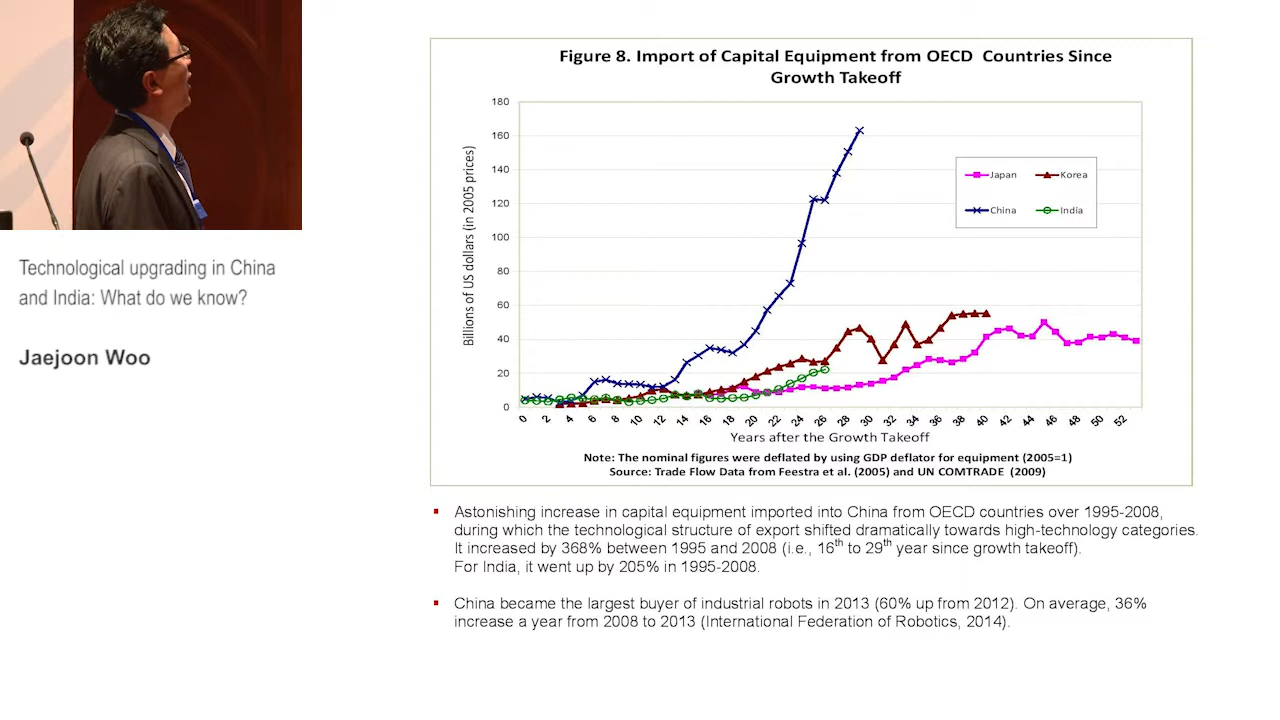 Technological upgrading in China
and India: What do we know?
Jaejoon Woo
Figure 8. Import of Capital Equipment from OECD Countries Since
Growth Takeoff
Billions of US dollars (in 2005 prices)
180
160
140
120
100
80
60
40
20
0
Japan
Korea
China
India
0 2 4 6 8 10 12 14 16 18 20 22 24 26 28 30 32 34 36 38 40 42 44 46 48 50 52
Years after the Growth Takeoff
Note: The nominal figures were deflated by using GDP deflator for equipment (2005=1)
Source: Trade Flow Data from Feestra et al. (2005) and UN COMTRADE (2009)
▪ Astonishing increase in capital equipment imported into China from OECD countries over 1995-2008,
during which the technological structure of export shifted dramatically towards high-technology categories.
It increased by 368% between 1995 and 2008 (i.e., 16th to 29th year since growth takeoff).
For India, it went up by 205% in 1995-2008.
▪ China became the largest buyer of industrial robots in 2013 (60% up from 2012). On average, 36%
increase a year from 2008 to 2013 (International Federation of Robotics, 2014).